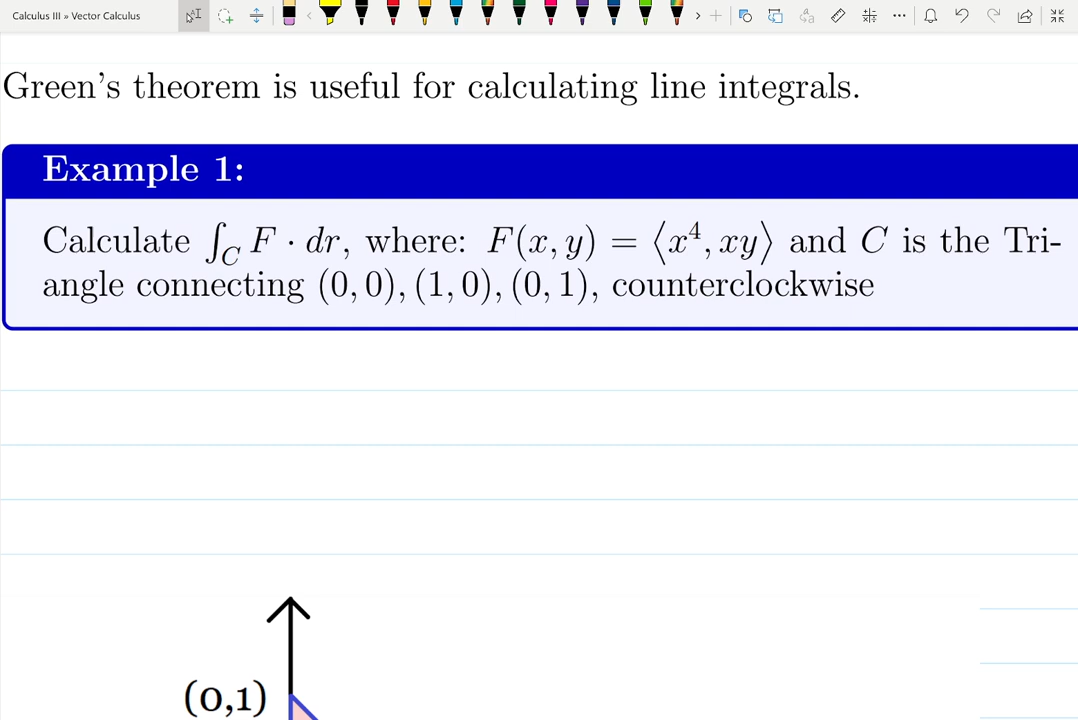 Calculus III » Vector Calculus
Green's theorem is useful for calculating line integrals.
Example 1:
Calculate ∫_C F · dr, where: F(x, y) = ⟨x⁴, xy⟩ and C is the Tri-
angle connecting (0, 0), (1, 0), (0, 1), counterclockwise
(0,1)